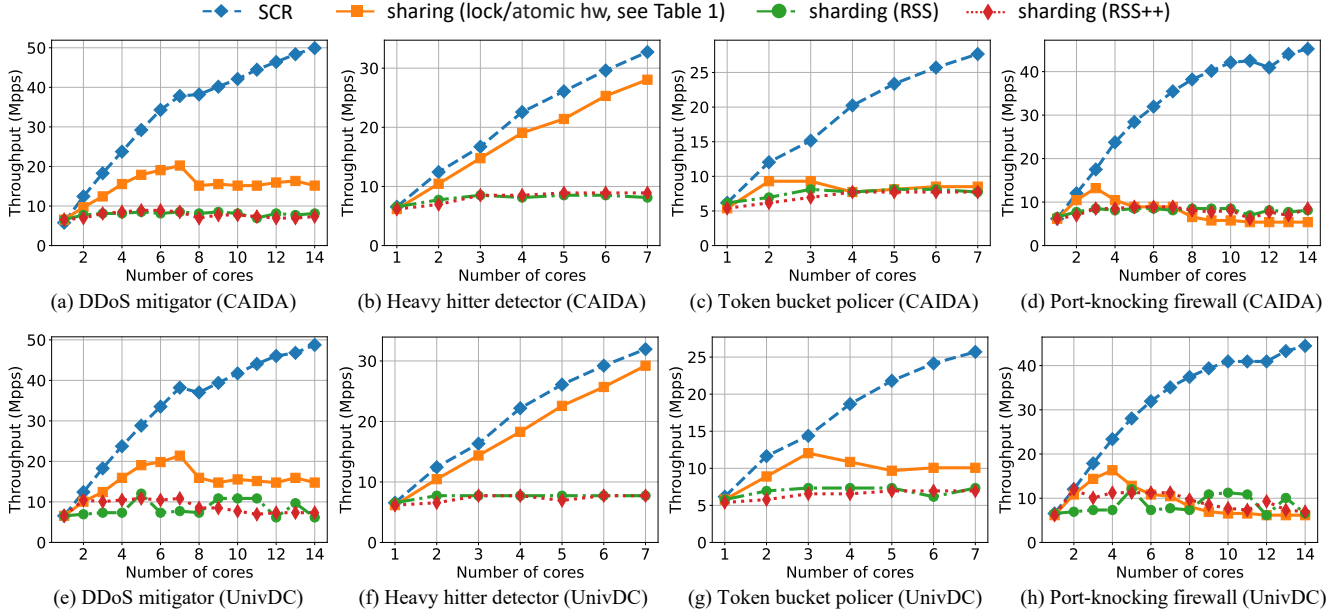 SCR sharing (lock/atomic hw, see Table 1) sharding (RSS) sharding (RSS++)
Throughput (Mpps)
50
40
30
20
10
0
2 4 6 8 10 12 14
Number of cores
(a) DDoS mitigator (CAIDA)
Throughput (Mpps)
30
20
10
0
1 2 3 4 5 6 7
Number of cores
(b) Heavy hitter detector (CAIDA)
Throughput (Mpps)
25
20
15
10
5
0
1 2 3 4 5 6 7
Number of cores
(c) Token bucket policer (CAIDA)
Throughput (Mpps)
40
30
20
10
0
2 4 6 8 10 12 14
Number of cores
(d) Port-knocking firewall (CAIDA)
Throughput (Mpps)
50
40
30
20
10
0
2 4 6 8 10 12 14
Number of cores
(e) DDoS mitigator (UnivDC)
Throughput (Mpps)
30
20
10
0
1 2 3 4 5 6 7
Number of cores
(f) Heavy hitter detector (UnivDC)
Throughput (Mpps)
25
20
15
10
5
0
1 2 3 4 5 6 7
Number of cores
(g) Token bucket policer (UnivDC)
Throughput (Mpps)
40
30
20
10
0
2 4 6 8 10 12 14
Number of cores
(h) Port-knocking firewall (UnivDC)